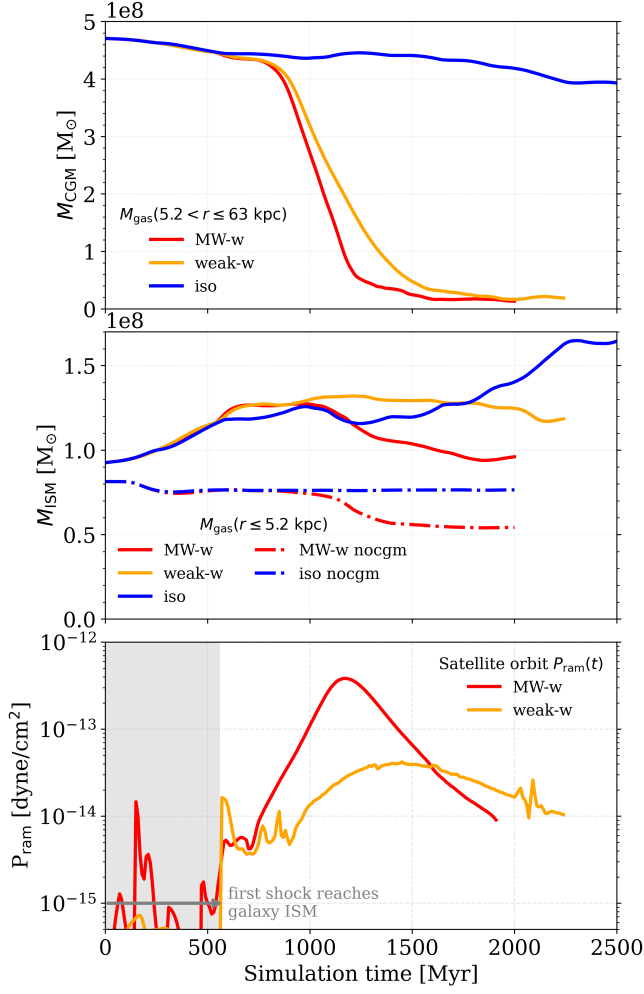 1e8
5
4
3
2
1
0
M_CGM [M_⊙]
M_gas(5.2 < r ≤ 63 kpc)
MW-w
weak-w
iso
1e8
1.5
1.0
0.5
0.0
M_ISM [M_⊙]
M_gas(r ≤ 5.2 kpc)
MW-w
weak-w
iso
MW-w nocgm
iso nocgm
10⁻¹²
10⁻¹³
10⁻¹⁴
10⁻¹⁵
P_ram [dyne/cm²]
Satellite orbit P_ram(t)
MW-w
weak-w
first shock reaches
galaxy ISM
0 500 1000 1500 2000 2500
Simulation time [Myr]